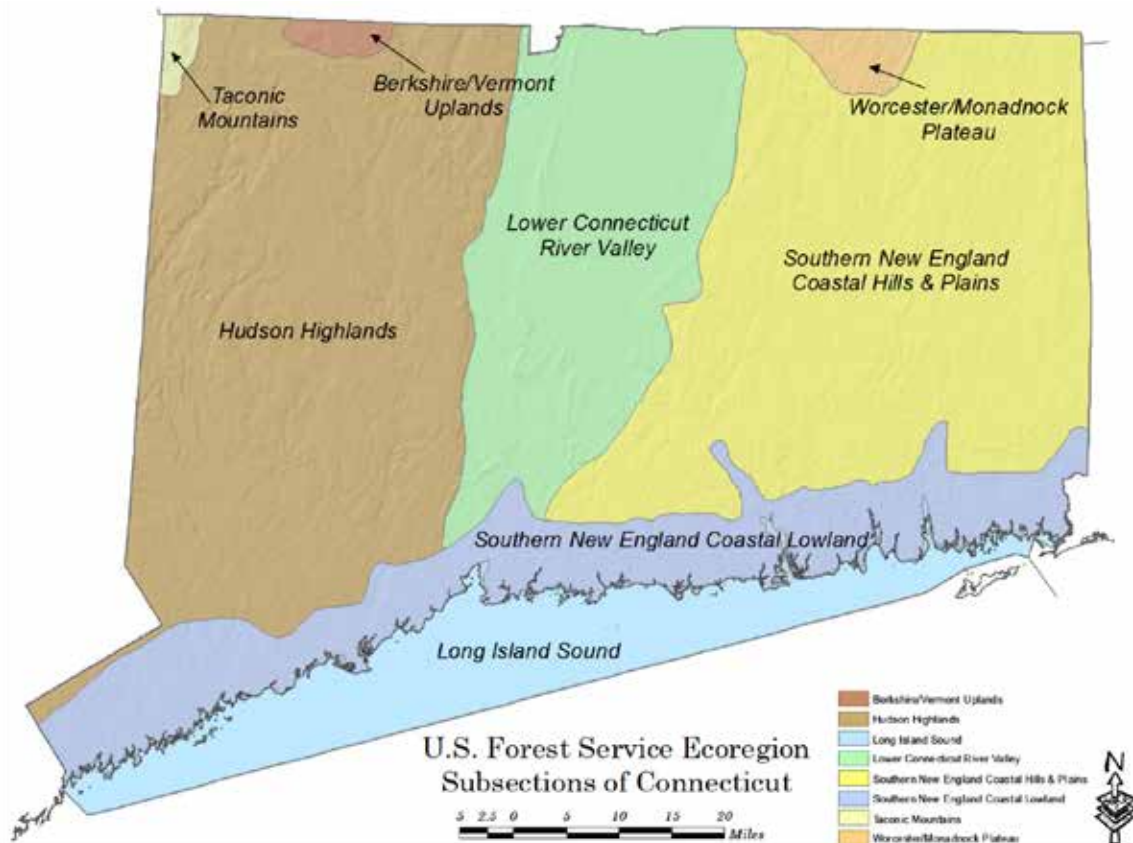 Taconic
Mountains
Berkshire/Vermont
Uplands
Worcester/Monadnock
Plateau
Lower Connecticut
River Valley
Southern New England
Coastal Hills & Plains
Hudson Highlands
Southern New England Coastal Lowland
Long Island Sound
U.S. Forest Service Ecoregion
Subsections of Connecticut
5 2.5 0 5 10 15 20
Miles
Berkshire/Vermont Uplands
Hudson Highlands
Long Island Sound
Lower Connecticut River Valley
Southern New England Coastal Hills & Plains
Southern New England Coastal Lowland
Taconic Mountains
Worcester/Monadnock Plateau
N